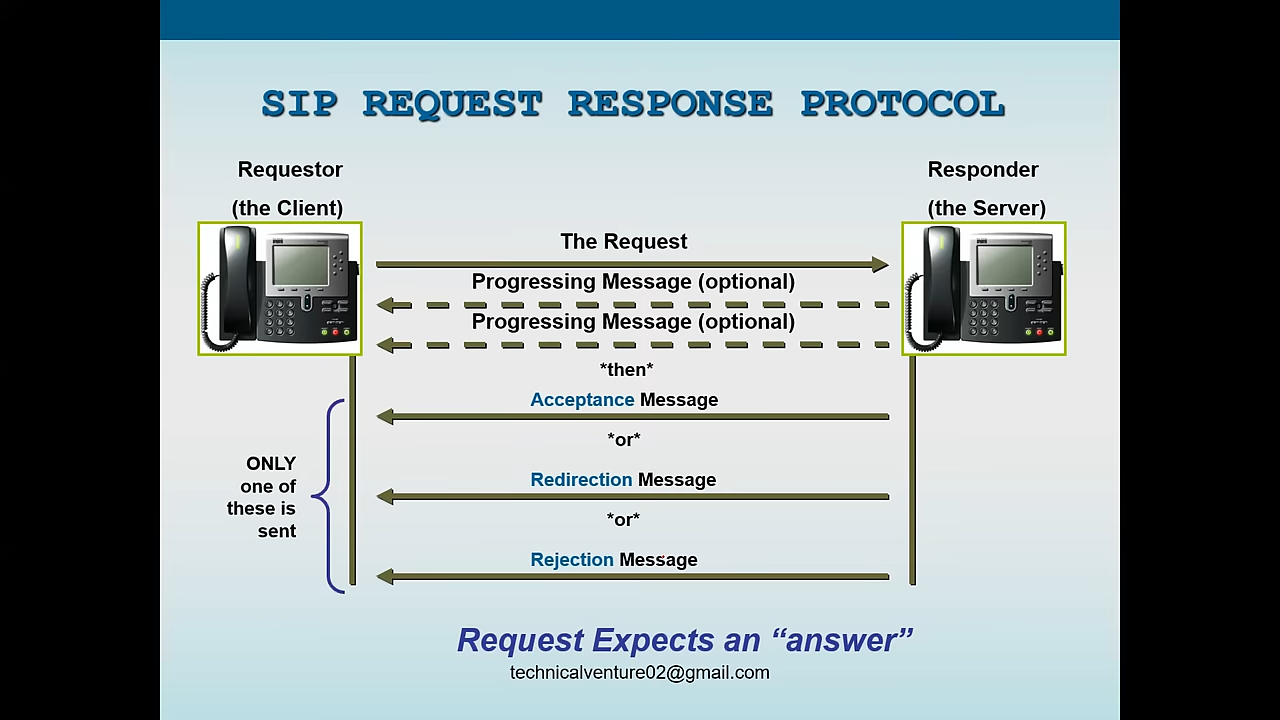 SIP REQUEST RESPONSE PROTOCOL
Requestor
(the Client)
Responder
(the Server)
The Request
Progressing Message (optional)
Progressing Message (optional)
*then*
Acceptance Message
*or*
Redirection Message
*or*
Rejection Message
ONLY
one of
these is
sent
Request Expects an “answer”
technicalventure02@gmail.com